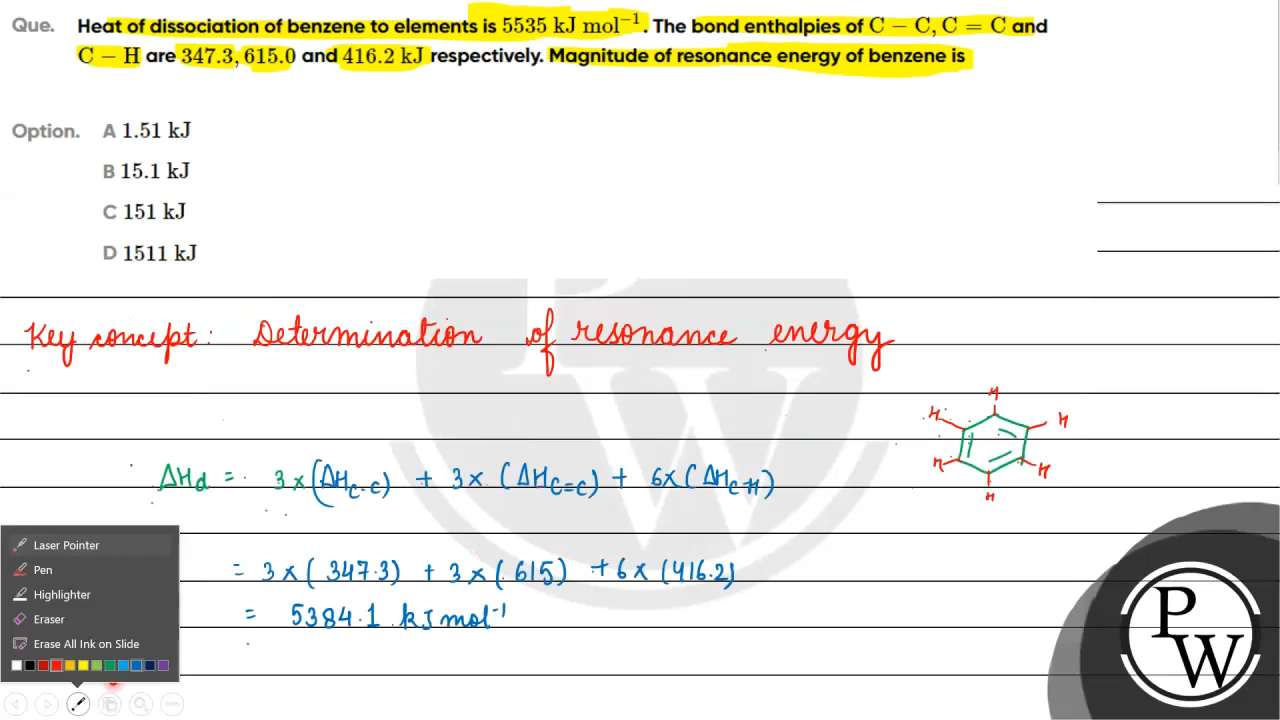 Que. Heat of dissociation of benzene to elements is 5535 kJ mol⁻¹. The bond enthalpies of C − C, C = C and
C − H are 347.3, 615.0 and 416.2 kJ respectively. Magnitude of resonance energy of benzene is
Option. A 1.51 kJ
B 15.1 kJ
C 151 kJ
D 1511 kJ
Key concept: Determination of resonance energy
H
H H
H H
H
ΔHd = 3×(ΔHC-C) + 3×(ΔHC=C) + 6×(ΔHC-H)
= 3×(347.3) + 3×(615) + 6×(416.2)
= 5384.1 kJ mol⁻¹
Laser Pointer
Pen
Highlighter
Eraser
Erase All Ink on Slide
P
W